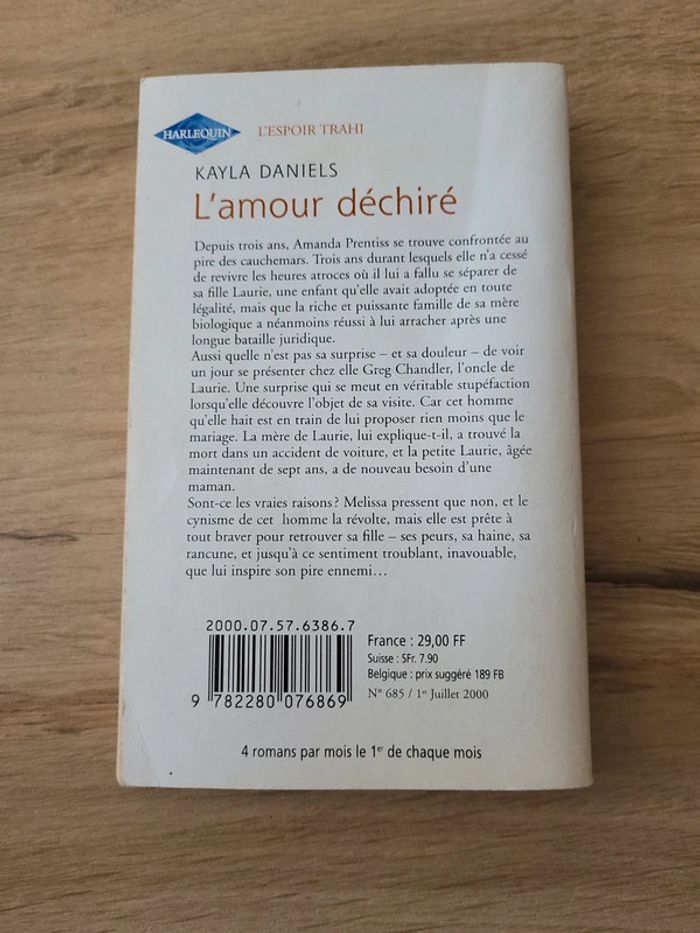 HARLEQUIN
L'ESPOIR TRAHI
KAYLA DANIELS
L'amour déchiré
Depuis trois ans, Amanda Prentiss se trouve confrontée au
pire des cauchemars. Trois ans durant lesquels elle n'a cessé
de revivre les heures atroces où il lui a fallu se séparer de
sa fille Laurie, une enfant qu'elle avait adoptée en toute
légalité, mais que la riche et puissante famille de sa mère
biologique a néanmoins réussi à lui arracher après une
longue bataille juridique.
Aussi quelle n'est pas sa surprise – et sa douleur – de voir
un jour se présenter chez elle Greg Chandler, l'oncle de
Laurie. Une surprise qui se meut en véritable stupéfaction
lorsqu'elle découvre l'objet de sa visite. Car cet homme
qu'elle hait est en train de lui proposer rien moins que le
mariage. La mère de Laurie, lui explique-t-il, a trouvé la
mort dans un accident de voiture, et la petite Laurie, âgée
maintenant de sept ans, a de nouveau besoin d'une
maman.
Sont-ce les vraies raisons ? Melissa pressent que non, et le
cynisme de cet homme la révolte, mais elle est prête à
tout braver pour retrouver sa fille – ses peurs, sa haine, sa
rancune, et jusqu'à ce sentiment troublant, inavouable,
que lui inspire son pire ennemi…
2000.07.57.6386.7
9 782280 076869
France : 29,00 FF
Suisse : SFr. 7.90
Belgique : prix suggéré 189 FB
N° 685 / 1er Juillet 2000
4 romans par mois le 1er de chaque mois